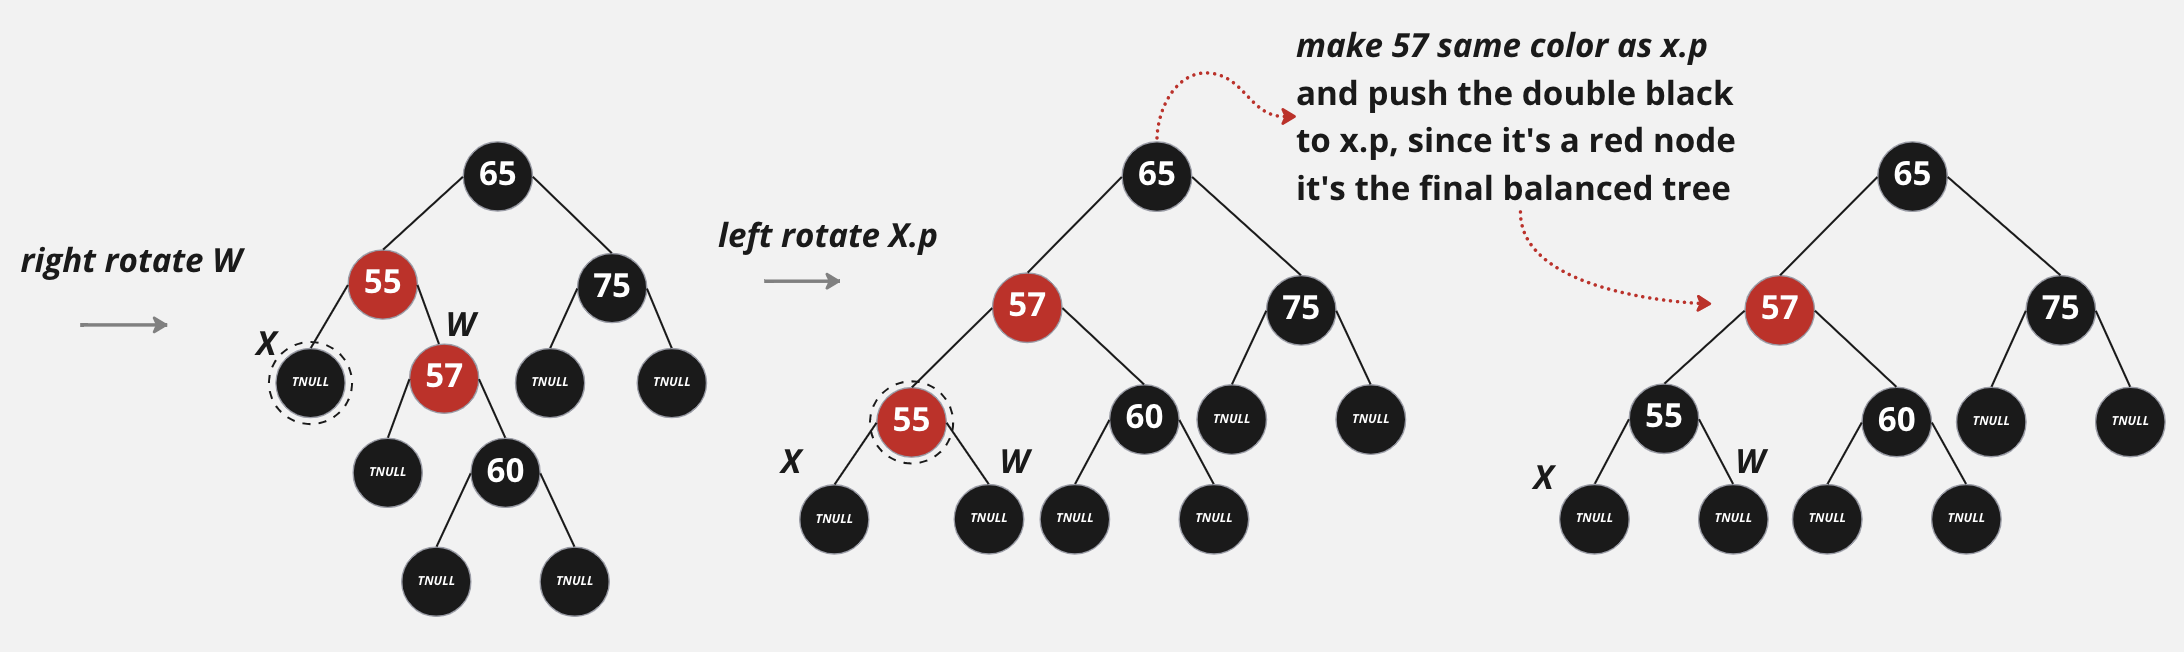 make 57 same color as x.p
and push the double black
to x.p, since it's a red node
it's the final balanced tree
right rotate W
65
55
75
X
W
TNULL
57
TNULL
TNULL
TNULL
60
TNULL
TNULL
left rotate X.p
65
57
75
55
60
TNULL
TNULL
X
W
TNULL
TNULL
TNULL
TNULL
65
57
75
55
60
TNULL
TNULL
X
W
TNULL
TNULL
TNULL
TNULL